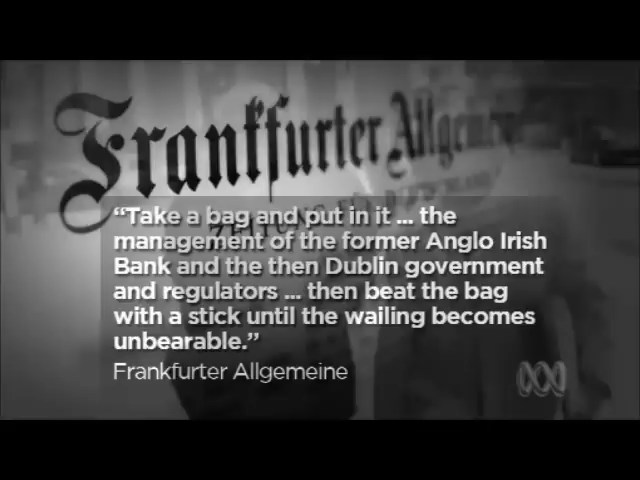 Frankfurter Allgemeine
“Take a bag and put in it ... the
management of the former Anglo Irish
Bank and the then Dublin government
and regulators ... then beat the bag
with a stick until the wailing becomes
unbearable.”
Frankfurter Allgemeine